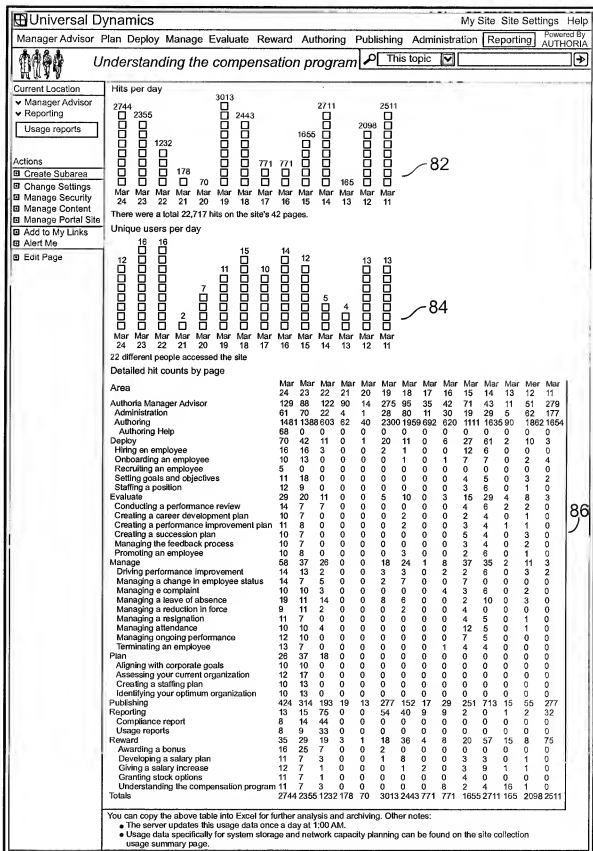 Universal Dynamics My Site Site Settings Help
Manager Advisor Plan Deploy Manage Evaluate Reward Authoring Publishing Administration Reporting Powered By AUTHORIA
Understanding the compensation program This topic
Current Location
Manager Advisor
Reporting
Usage reports
Actions
Create Subarea
Change Settings
Manage Security
Manage Content
Manage Portal Site
Add to My Links
Alert Me
Edit Page
Hits per day
2744 2355 1232 178 70 3013 2443 771 771 1655 2711 165 2098 2511
82
Mar Mar Mar Mar Mar Mar Mar Mar Mar Mar Mar Mar Mar Mar
24 23 22 21 20 19 18 17 16 15 14 13 12 11
There were a total 22,717 hits on the site's 42 pages.
Unique users per day
12 16 16 2 7 11 15 10 14 12 5 4 13 13
84
Mar Mar Mar Mar Mar Mar Mar Mar Mar Mar Mar Mar Mar Mar
24 23 22 21 20 19 18 17 16 15 14 13 12 11
22 different people accessed the site
Detailed hit counts by page
Mar Mar Mar Mar Mar Mar Mar Mar Mar Mar Mar Mar Mer Mar
Area 24 23 22 21 20 19 18 17 16 15 14 13 12 11
Authoria Manager Advisor 129 88 122 90 14 275 95 35 42 71 43 11 51 279
Administration 61 70 22 4 1 28 80 11 30 19 29 5 62 177
Authoring 1481 1388 603 62 40 2300 1959 692 620 1111 1635 90 1862 1654
Authoring Help 68 0 0 0 0 0 0 0 0 0 0 0 0 0
Deploy 70 42 11 0 1 20 11 0 6 27 61 2 10 3
Hiring en employee 16 16 3 0 0 2 1 0 0 12 6 0 0 0
Onboarding an employee 10 13 0 0 0 0 1 0 1 7 7 0 2 4
Recruiting an employee 5 0 0 0 0 0 0 0 0 0 0 0 0 0
Setting goals and objectives 11 18 0 0 0 0 0 0 0 4 5 0 3 2
Staffing a position 12 9 0 0 0 0 0 0 0 3 6 0 1 0
Evaluate 29 20 11 0 0 5 10 0 3 15 29 4 8 3
Conducting a performance review 14 7 7 0 0 0 0 0 0 4 6 2 2 0
Creating a career development plan 10 7 0 0 0 0 2 0 0 2 4 0 1 0
Creating a performance improvement plan 11 8 0 0 0 0 2 0 0 3 4 1 1 0
Creating a succession plan 10 7 0 0 0 0 0 0 0 5 4 0 3 0
Managing the feedback process 10 7 0 0 0 0 0 0 0 3 4 0 2 0
Promoting an employee 10 8 0 0 0 0 3 0 0 2 6 0 1 0
86
Manage 58 37 26 0 0 18 24 1 8 37 35 2 11 3
Driving performance improvement 14 13 2 0 0 3 3 0 2 2 6 0 3 2
Managing a change in employee status 14 7 5 0 0 2 7 0 0 7 0 0 0 0
Managing e complaint 10 10 3 0 0 0 0 0 4 3 6 0 2 0
Managing a leave of absence 19 11 14 0 0 8 6 0 0 2 10 0 3 0
Managing a reduction in force 9 11 2 0 0 0 2 0 0 4 0 0 0 0
Managing a resignation 11 7 0 0 0 0 0 0 0 4 5 0 1 0
Managing attendance 10 10 4 0 0 0 0 0 0 12 5 0 1 0
Managing ongoing performance 12 10 0 0 0 0 0 0 0 7 5 0 0 0
Terminating an employee 13 7 0 0 0 0 0 0 1 4 4 0 0 0
Plan 26 37 18 0 0 0 0 0 0 0 0 0 0 0
Aligning with corporate goals 10 10 0 0 0 0 0 0 0 0 0 0 0 0
Assessing your current organization 12 17 0 0 0 0 0 0 0 0 0 0 0 0
Creating a staffing plan 10 13 0 0 0 0 0 0 0 0 0 0 0 0
Identifying your optimum organization 10 13 0 0 0 0 0 0 0 0 0 0 0 0
Publishing 424 314 193 19 13 277 152 17 29 251 713 15 55 277
Reporting 13 15 75 0 0 54 40 9 9 2 0 1 2 32
Compliance report 8 14 44 0 0 0 0 0 0 0 0 0 0 0
Usage reports 8 9 33 0 0 0 0 0 0 0 0 0 0 0
Reward 35 29 19 3 1 18 36 4 8 20 57 15 8 75
Awarding a bonus 16 25 7 0 0 2 0 0 0 0 0 0 0 0
Developing a salary plan 11 7 3 0 0 1 8 0 0 3 3 0 1 0
Giving a salary increase 12 7 1 0 0 0 1 2 0 3 9 1 1 0
Granting stock options 11 7 1 0 0 0 0 0 0 4 0 0 0 0
Understanding the compensation program 11 7 3 0 0 0 0 0 6 2 4 16 1 0
Totals 2744 2355 1232 178 70 3013 2443 771 771 1655 2711 165 2098 2511
You can copy the above table into Excel for further analysis and archiving. Other notes:
• The server updates this usage data once a day at 1:00 AM.
• Usage data specifically for system storage and network capacity planning can be found on the site collection
usage summary page.